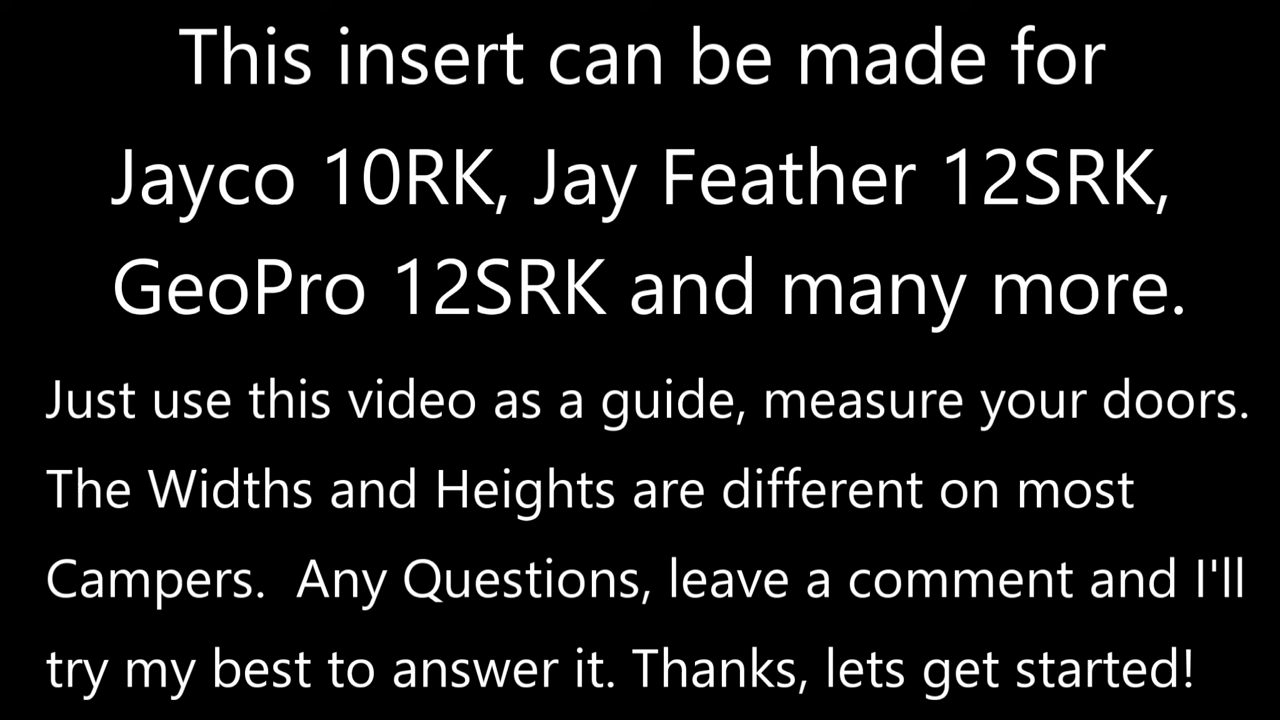 This insert can be made for
Jayco 10RK, Jay Feather 12SRK,
GeoPro 12SRK and many more.
Just use this video as a guide, measure your doors.
The Widths and Heights are different on most
Campers.  Any Questions, leave a comment and I'll
try my best to answer it. Thanks, lets get started!